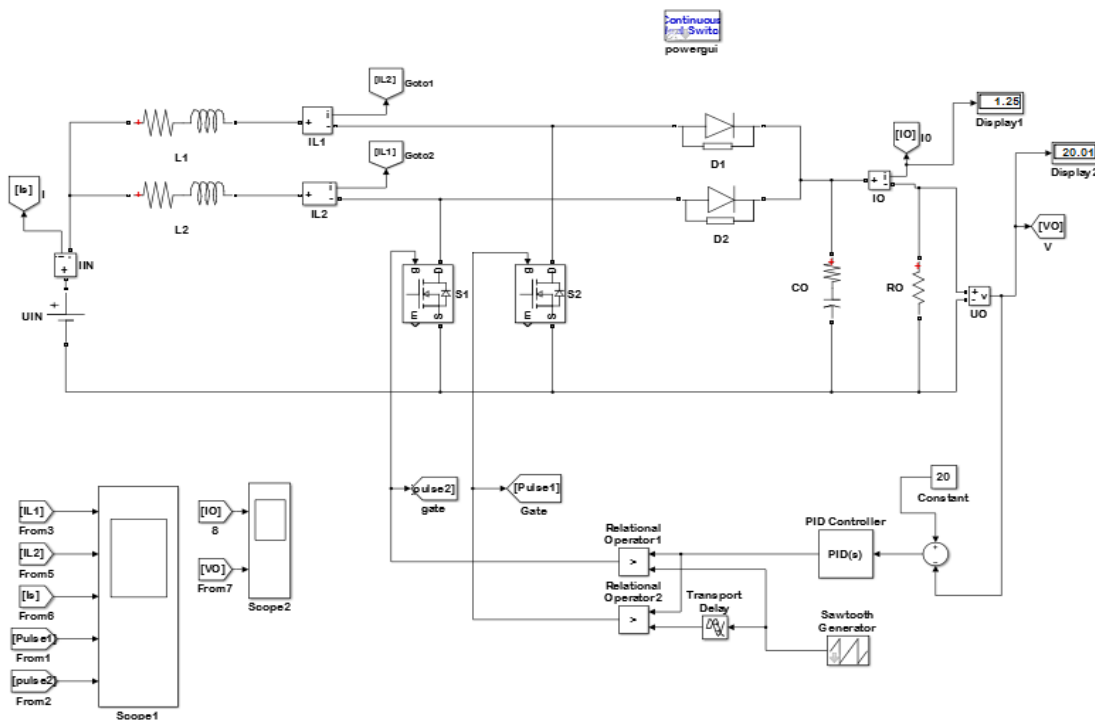 Continuous
powergui
[IL2]
Goto1
1.25
Display1
[IO]
I0
L1
IL1
[IL1]
Goto2
D1
20.01
Display2
[Is]
I
IO
[VO]
V
L2
IL2
D2
IIN
+
UIN
g
D
S1
m
S
g
D
S2
m
S
CO
RO
v
UO
[pulse2]
gate
[Pulse1]
Gate
20
Constant
PID Controller
PID(s)
Relational
Operator1
>
Relational
Operator2
>
Transport
Delay
Sawtooth
Generator
[IL1]
From3
[IL2]
From5
[Is]
From6
[Pulse1]
From1
[pulse2]
From2
Scope1
[IO]
8
[VO]
From7
Scope2